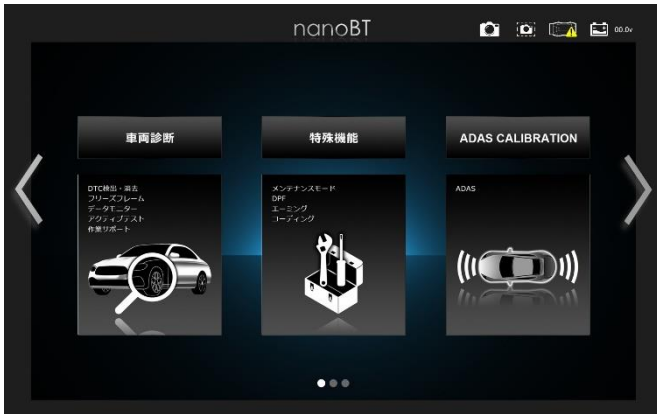 nanoBT
00.0v
車両診断
特殊機能
ADAS CALIBRATION
DTC検出・消去
フリーズフレーム
データモニター
アクティブテスト
作業サポート
メンテナンスモード
DPF
エーミング
コーディング
ADAS